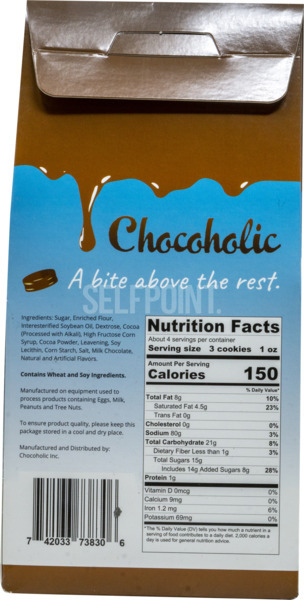 Chocoholic
A bite above the rest.
SELFPOINT.
Ingredients: Sugar, Enriched Flour,
Interesterified Soybean Oil, Dextrose, Cocoa
(Processed with Alkali), High Fructose Corn
Syrup, Cocoa Powder, Leavening, Soy
Lecithin, Corn Starch, Salt, Milk Chocolate,
Natural and Artificial Flavors.
Contains Wheat and Soy Ingredients.
Manufactured on equipment used to
process products containing Eggs, Milk,
Peanuts and Tree Nuts.
To ensure product quality, please keep this
package stored in a cool and dry place.
Manufactured and Distributed by:
Chocoholic Inc.
7 42033 73830 6
Nutrition Facts
About 4 servings per container
Serving size 3 cookies 1 oz
Amount Per Serving
Calories 150
% Daily Value*
Total Fat 8g 10%
Saturated Fat 4.5g 23%
Trans Fat 0g
Cholesterol 0g 0%
Sodium 80g 3%
Total Carbohydrate 21g 8%
Dietary Fiber Less than 1g 3%
Total Sugars 15g
Includes 14g Added Sugars 8g 28%
Protein 1g
Vitamin D 0mcg 0%
Calcium 9mg 0%
Iron 1.2 mg 6%
Potassium 69mg 0%
*The % Daily Value (DV) tells you how much a nutrient in a
serving of food contributes to a daily diet. 2,000 calories a
day is used for general nutrition advice.